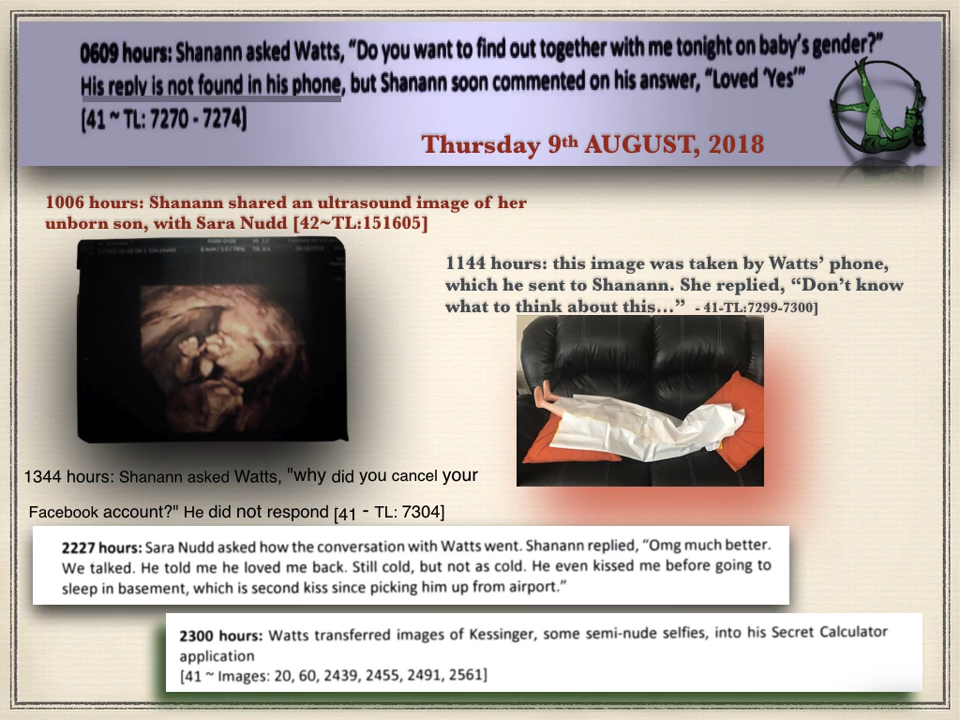 0609 hours: Shanann asked Watts, “Do you want to find out together with me tonight on baby’s gender?”
His reply is not found in his phone, but Shanann soon commented on his answer, “Loved ‘Yes’”
[41 ~ TL: 7270 - 7274]
Thursday 9th AUGUST, 2018
1006 hours: Shanann shared an ultrasound image of her
unborn son, with Sara Nudd [42~TL:151605]
1144 hours: this image was taken by Watts’ phone,
which he sent to Shanann. She replied, “Don’t know
what to think about this...” - 41-TL:7299-7300]
1344 hours: Shanann asked Watts, "why did you cancel your
Facebook account?" He did not respond [41 - TL: 7304]
2227 hours: Sara Nudd asked how the conversation with Watts went. Shanann replied, “Omg much better.
We talked. He told me he loved me back. Still cold, but not as cold. He even kissed me before going to
sleep in basement, which is second kiss since picking him up from airport.”
2300 hours: Watts transferred images of Kessinger, some semi-nude selfies, into his Secret Calculator
application
[41 ~ Images: 20, 60, 2439, 2455, 2491, 2561]